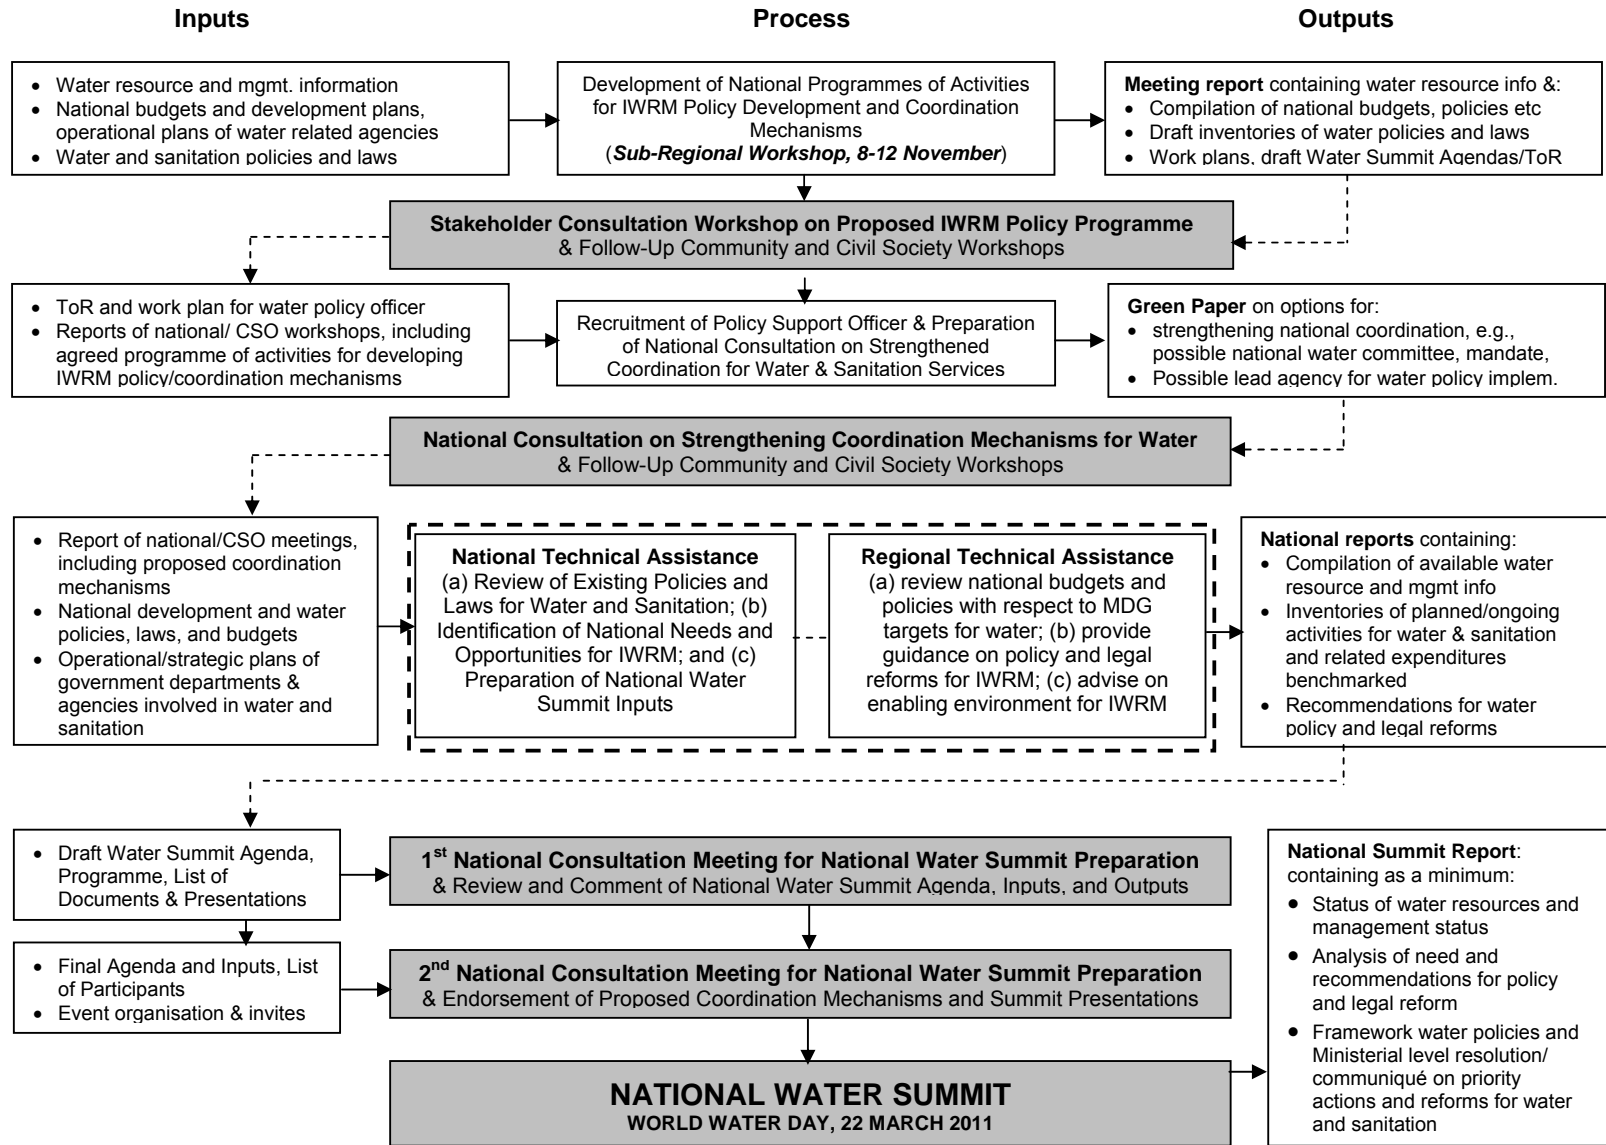 Inputs
Process
Outputs
• Water resource and mgmt. information
• National budgets and development plans,
operational plans of water related agencies
• Water and sanitation policies and laws
Development of National Programmes of Activities
for IWRM Policy Development and Coordination
Mechanisms
(Sub-Regional Workshop, 8-12 November)
Meeting report containing water resource info &:
• Compilation of national budgets, policies etc
• Draft inventories of water policies and laws
• Work plans, draft Water Summit Agendas/ToR
Stakeholder Consultation Workshop on Proposed IWRM Policy Programme
& Follow-Up Community and Civil Society Workshops
• ToR and work plan for water policy officer
• Reports of national/ CSO workshops, including
agreed programme of activities for developing
IWRM policy/coordination mechanisms
Recruitment of Policy Support Officer & Preparation
of National Consultation on Strengthened
Coordination for Water & Sanitation Services
Green Paper on options for:
• strengthening national coordination, e.g.,
possible national water committee, mandate,
• Possible lead agency for water policy implem.
National Consultation on Strengthening Coordination Mechanisms for Water
& Follow-Up Community and Civil Society Workshops
• Report of national/CSO meetings,
including proposed coordination
mechanisms
• National development and water
policies, laws, and budgets
• Operational/strategic plans of
government departments &
agencies involved in water and
sanitation
National Technical Assistance
(a) Review of Existing Policies and
Laws for Water and Sanitation; (b)
Identification of National Needs and
Opportunities for IWRM; and (c)
Preparation of National Water
Summit Inputs
Regional Technical Assistance
(a) review national budgets and
policies with respect to MDG
targets for water; (b) provide
guidance on policy and legal
reforms for IWRM; (c) advise on
enabling environment for IWRM
National reports containing:
• Compilation of available water
resource and mgmt info
• Inventories of planned/ongoing
activities for water & sanitation
and related expenditures
benchmarked
• Recommendations for water
policy and legal reforms
• Draft Water Summit Agenda,
Programme, List of
Documents & Presentations
1st National Consultation Meeting for National Water Summit Preparation
& Review and Comment of National Water Summit Agenda, Inputs, and Outputs
• Final Agenda and Inputs, List
of Participants
• Event organisation & invites
2nd National Consultation Meeting for National Water Summit Preparation
& Endorsement of Proposed Coordination Mechanisms and Summit Presentations
NATIONAL WATER SUMMIT
WORLD WATER DAY, 22 MARCH 2011
National Summit Report:
containing as a minimum:
• Status of water resources and
management status
• Analysis of need and
recommendations for policy
and legal reform
• Framework water policies and
Ministerial level resolution/
communiqué on priority
actions and reforms for water
and sanitation